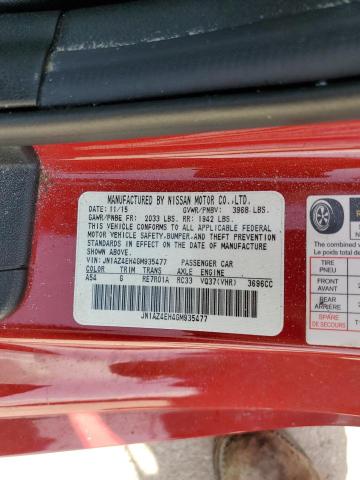 MANUFACTURED BY NISSAN MOTOR CO.,LTD.
DATE: 11/15 GVWR/PNBV: 3968 LBS.
GAWR/PNBE FR: 2033 LBS. RR: 1942 LBS.
THIS VEHICLE CONFORMS TO ALL APPLICABLE FEDERAL
MOTOR VEHICLE SAFETY,BUMPER,AND THEFT PREVENTION
STANDARDS IN EFFECT ON THE DATE OF MANUFACTURE
SHOWN ABOVE.
VIN: JN1AZ4EH4GM935477 PASSENGER CAR
COLOR TRIM TRANS AXLE ENGINE
A54 G RE7R01A RC33 VQ37(VHR) 3696CC
JN1AZ4EH4GM935477
The combined
Le poids total
TIRE
PNEU
FRONT
AVANT
REAR
ARRIÈRE
SPARE
DE SECOURS